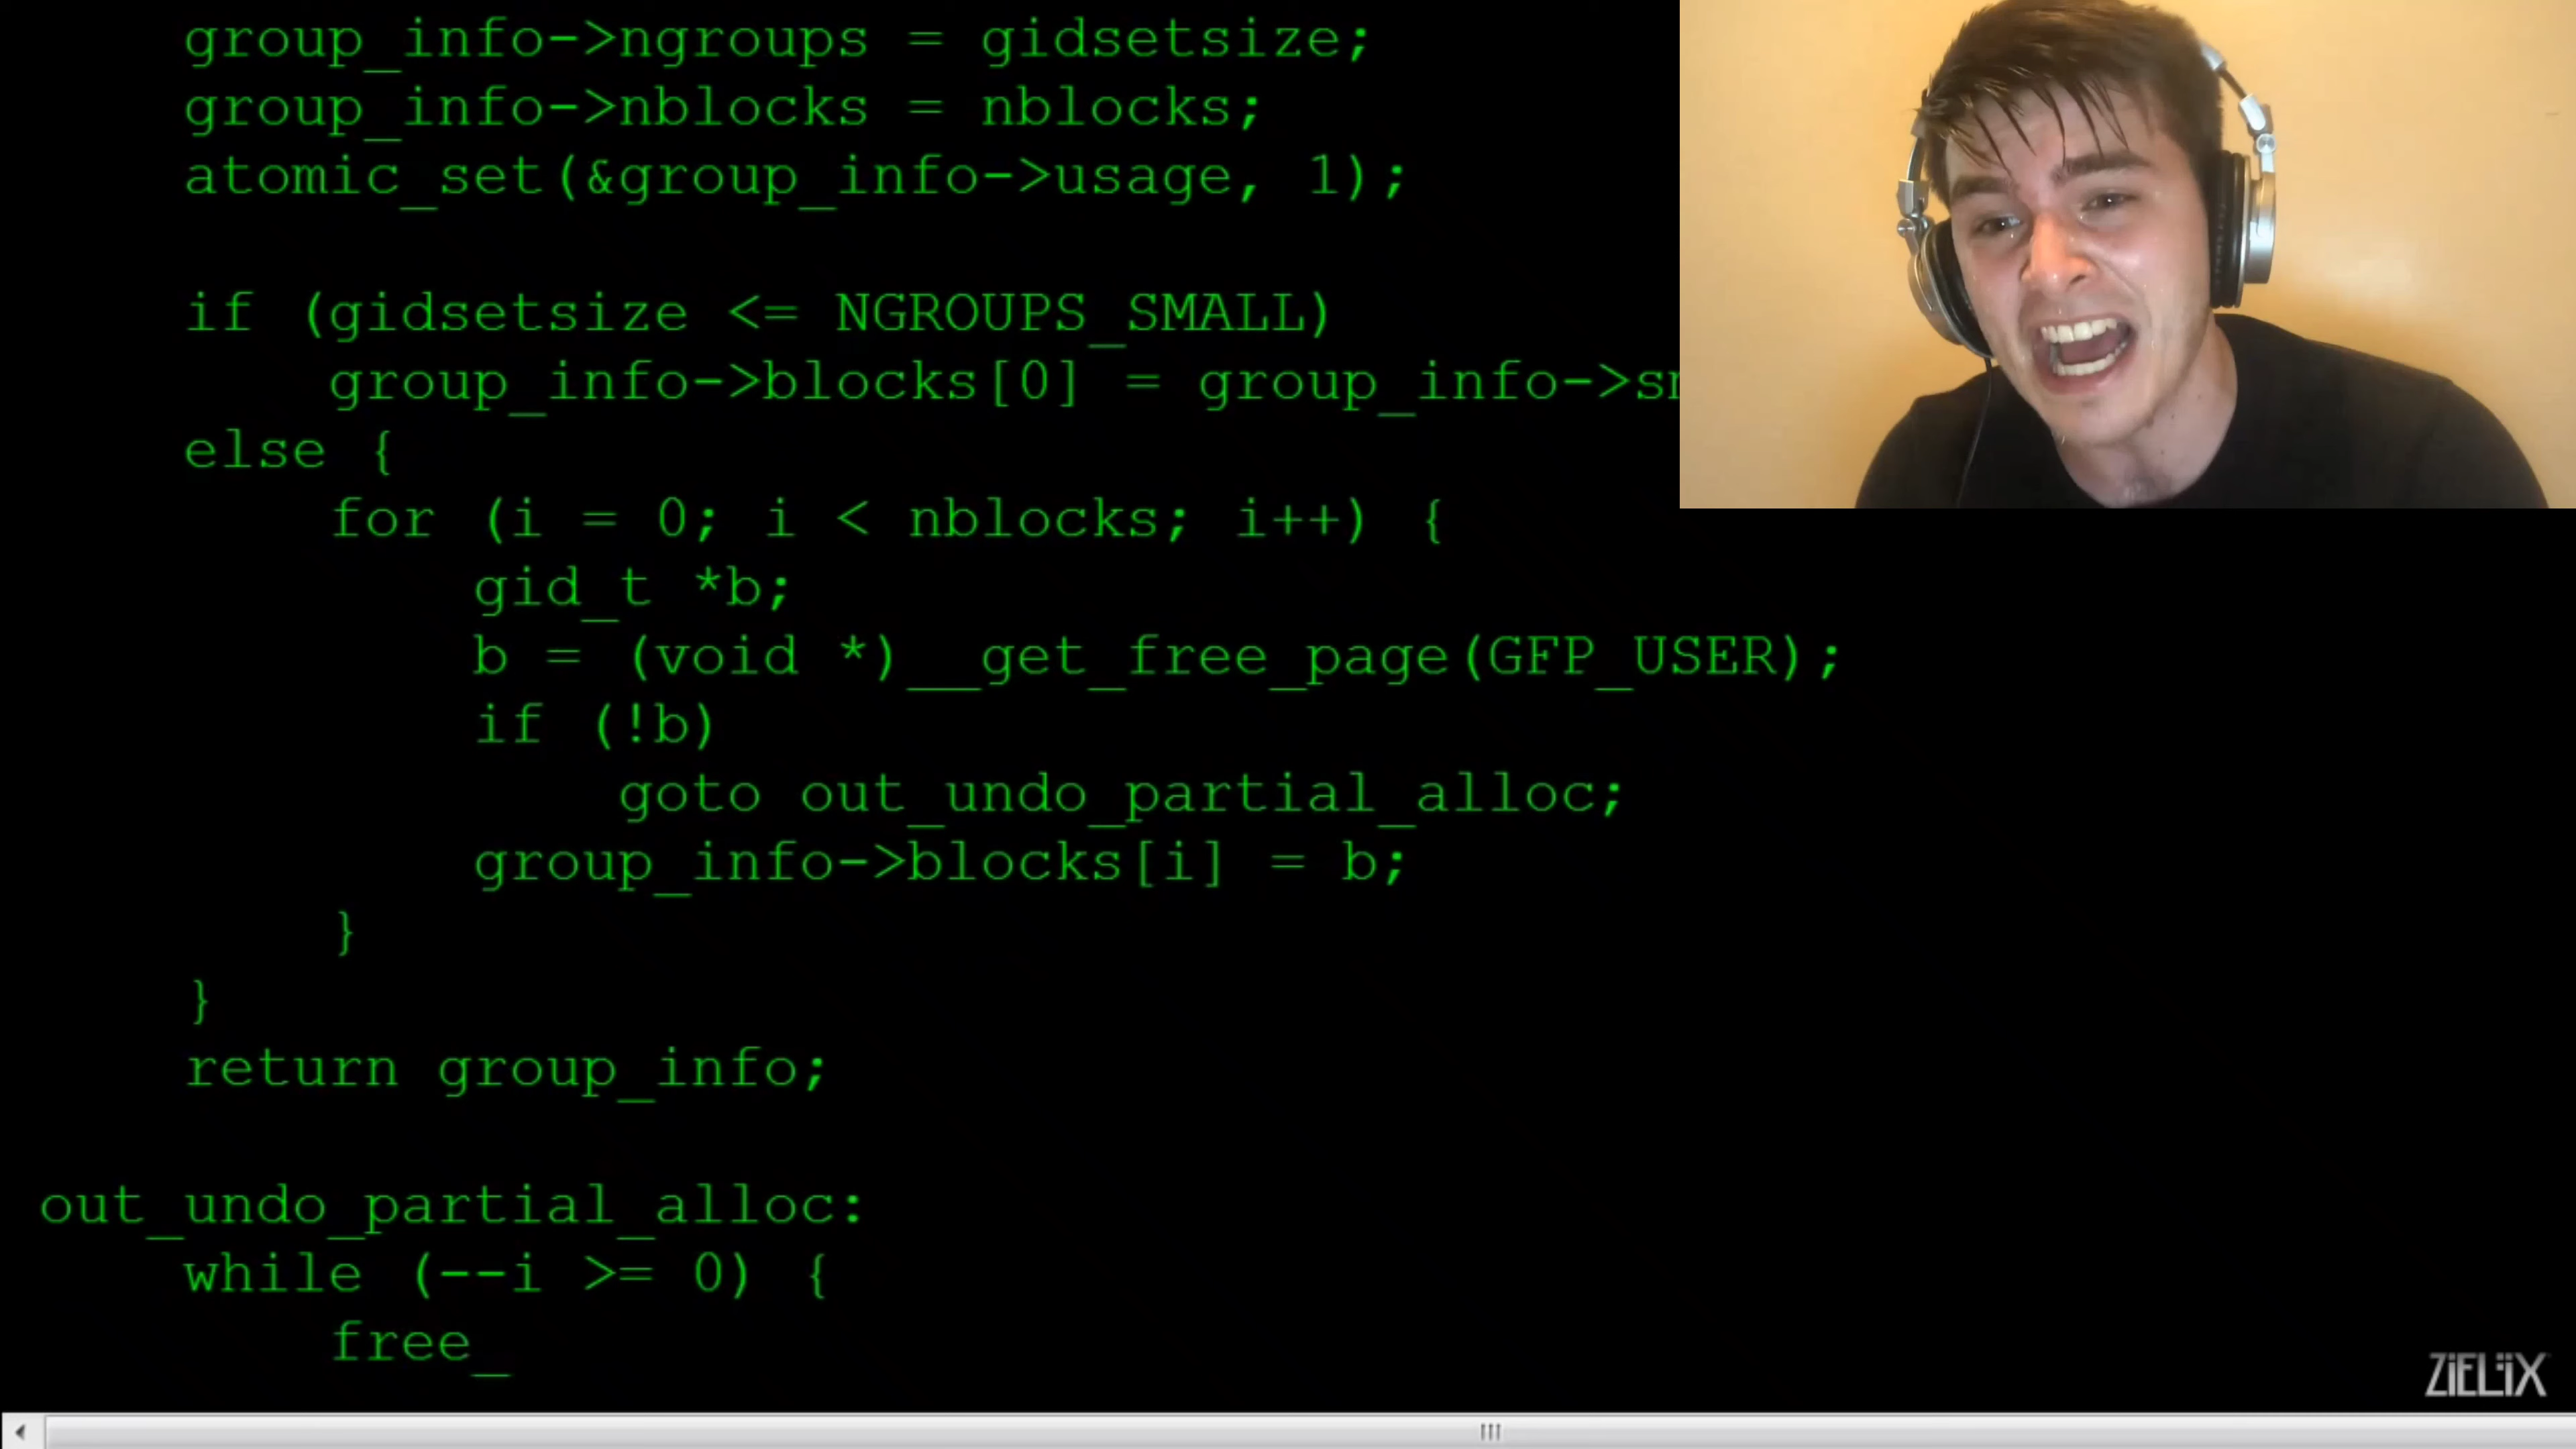 group_info->ngroups = gidsetsize;
group_info->nblocks = nblocks;
atomic_set(&group_info->usage, 1);
if (gidsetsize <= NGROUPS_SMALL)
group_info->blocks[0] = group_info->sm
else {
for (i = 0; i < nblocks; i++) {
gid_t *b;
b = (void *)__get_free_page(GFP_USER);
if (!b)
goto out_undo_partial_alloc;
group_info->blocks[i] = b;
}
}
return group_info;
out_undo_partial_alloc:
while (--i >= 0) {
free_
ZiELiX